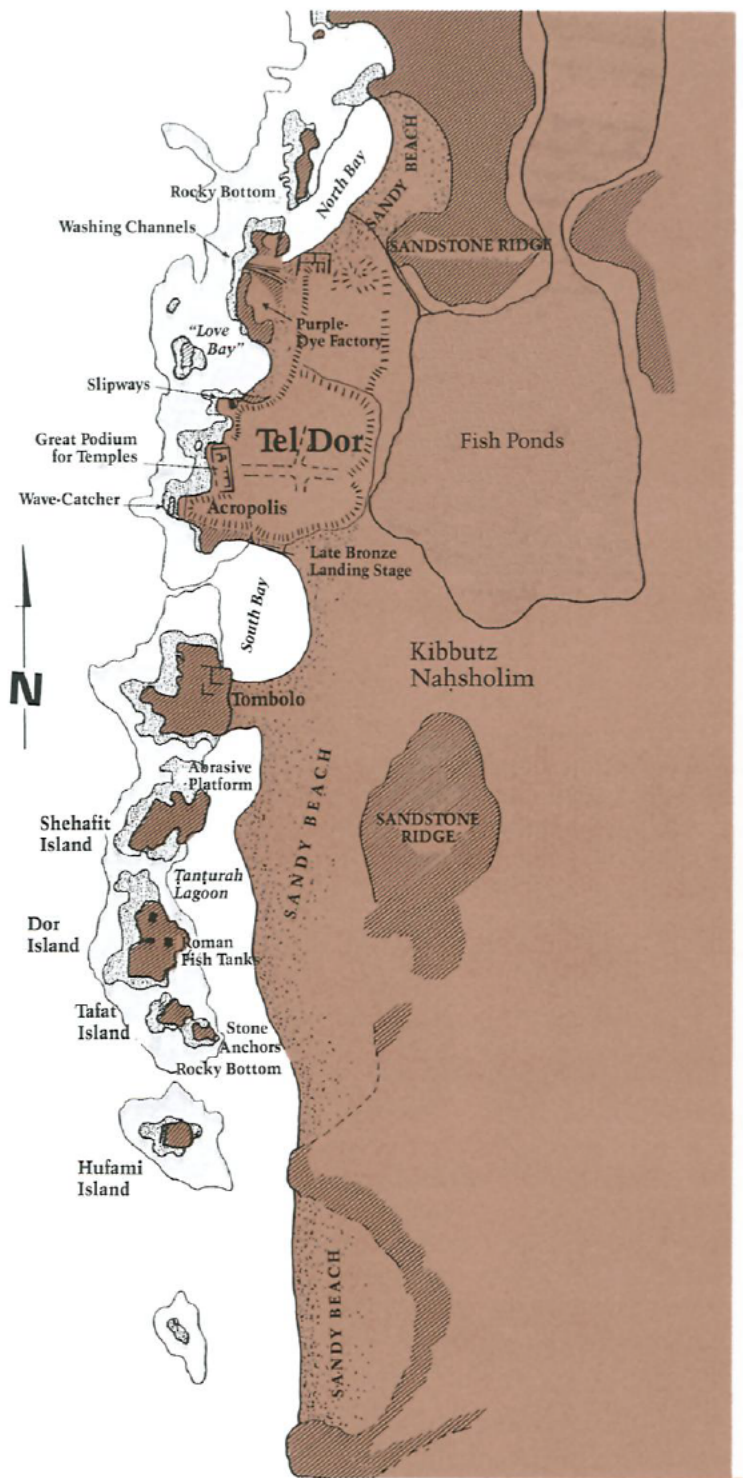 North Bay
SANDY BEACH
Rocky Bottom
Washing Channels
SANDSTONE RIDGE
"Love
Bay"
Purple-
Dye Factory
Slipways
Great Podium
for Temples
Tel Dor
Fish Ponds
Wave-Catcher
Acropolis
Late Bronze
Landing Stage
South Bay
N
Kibbutz
Naḥsholim
Tombolo
Abrasive
Platform
Shehafit
Island
SANDY BEACH
SANDSTONE
RIDGE
Tanṭurah
Lagoon
Dor
Island
Roman
Fish Tanks
Tafat
Island
Stone
Anchors
Rocky Bottom
Hufami
Island
SANDY BEACH